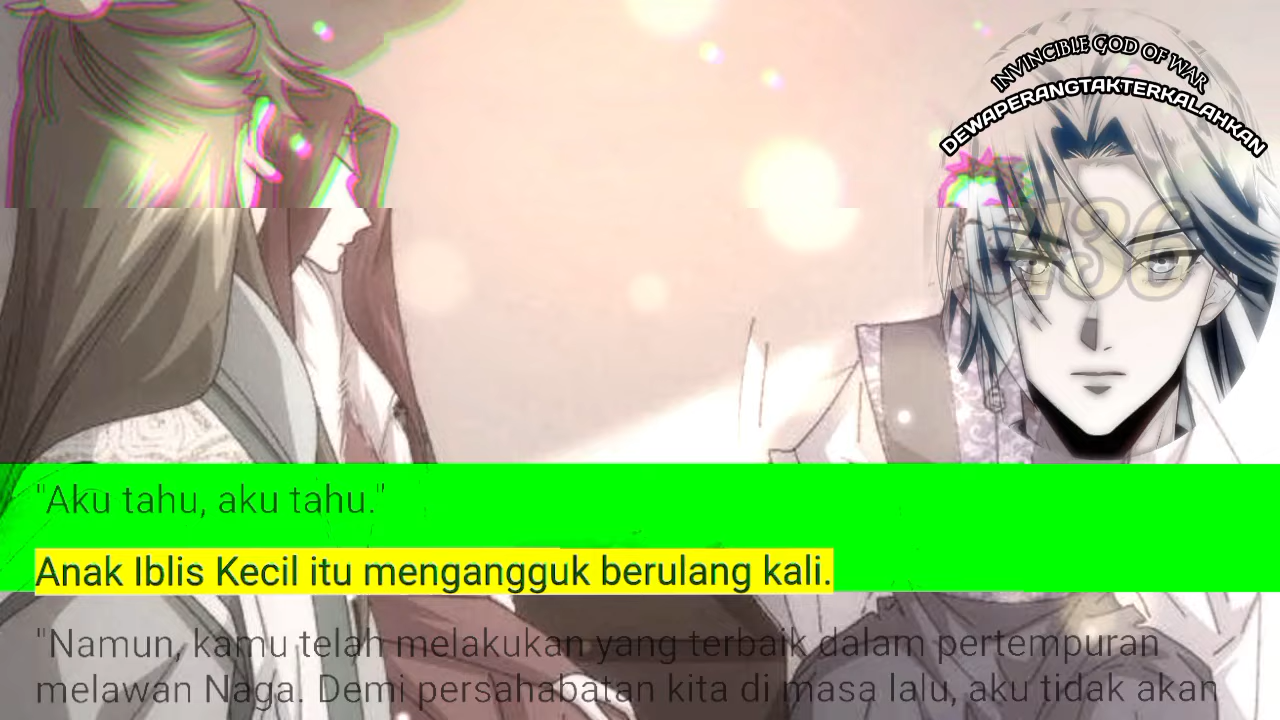 INVINCIBLE GOD OF WAR
DEWAPERANGTAKTERKALAHKAN
"Aku tahu, aku tahu."
Anak Iblis Kecil itu mengangguk berulang kali.
"Namun, kamu telah melakukan yang terbaik dalam pertempuran
melawan Naga. Demi persahabatan kita di masa lalu, aku tidak akan